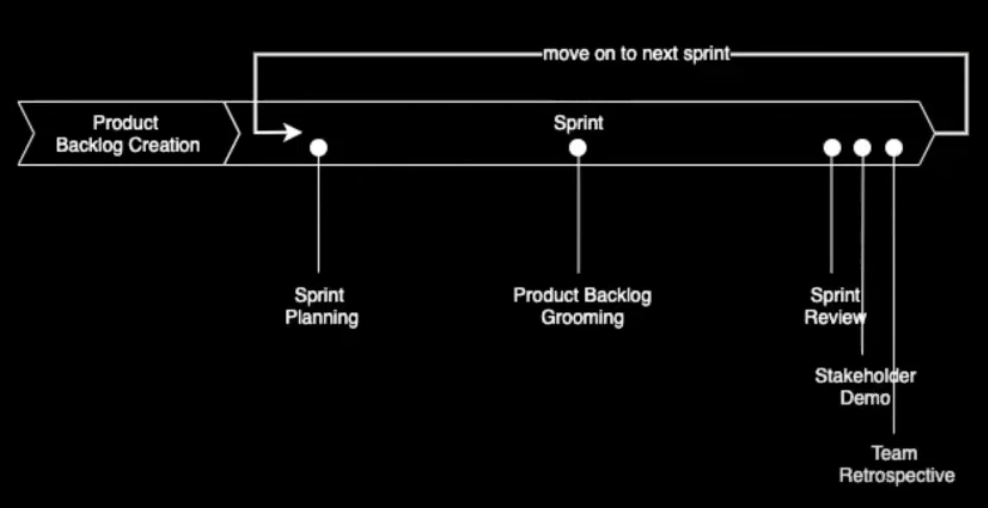 move on to next sprint
Product
Backlog Creation
Sprint
Sprint
Planning
Product Backlog
Grooming
Sprint
Review
Stakeholder
Demo
Team
Retrospective